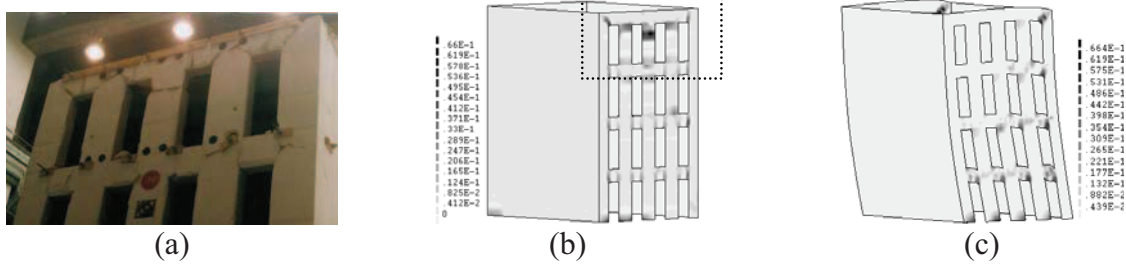 .66E-1
.619E-1
.578E-1
.536E-1
.495E-1
.454E-1
.412E-1
.371E-1
.33E-1
.289E-1
.247E-1
.206E-1
.165E-1
.124E-1
.825E-2
.412E-2
0
.664E-1
.619E-1
.575E-1
.531E-1
.486E-1
.442E-1
.398E-1
.354E-1
.309E-1
.265E-1
.221E-1
.177E-1
.132E-1
.882E-2
.439E-2
(a)
(b)
(c)